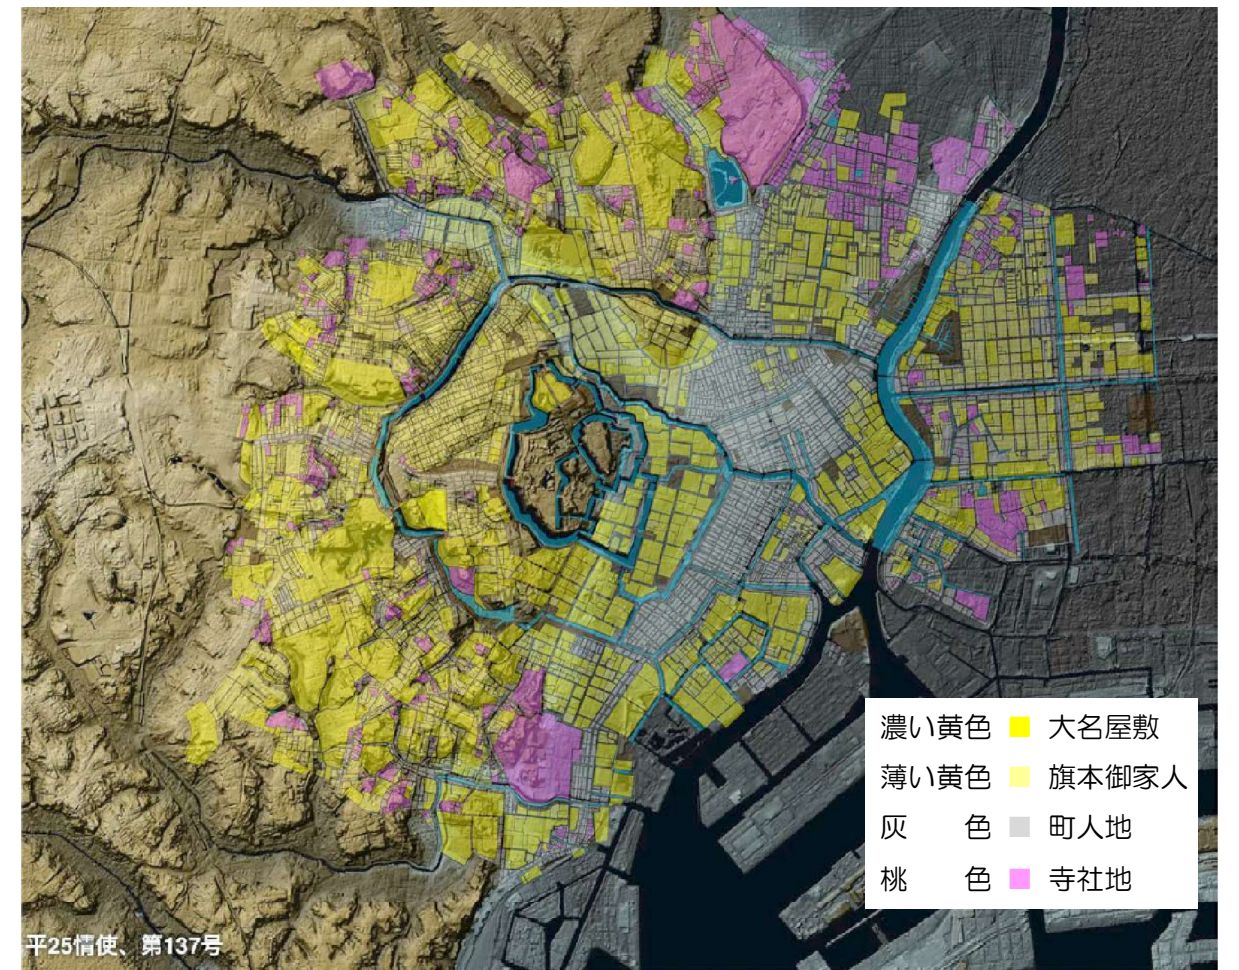 濃い黄色 大名屋敷
薄い黄色 旗本御家人
灰　　色 町人地
桃　　色 寺社地
平25情使、第137号